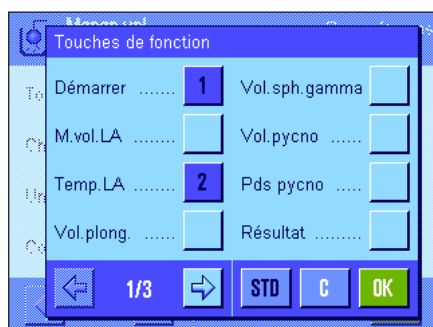 Touches de fonction
Démarrer ....... 1
Vol.sph.gamma
M.vol.LA ........
Vol.pycno ......
Temp.LA ........ 2
Pds pycno .....
Vol.plong. ......
Résultat .........
1/3
STD
C
OK